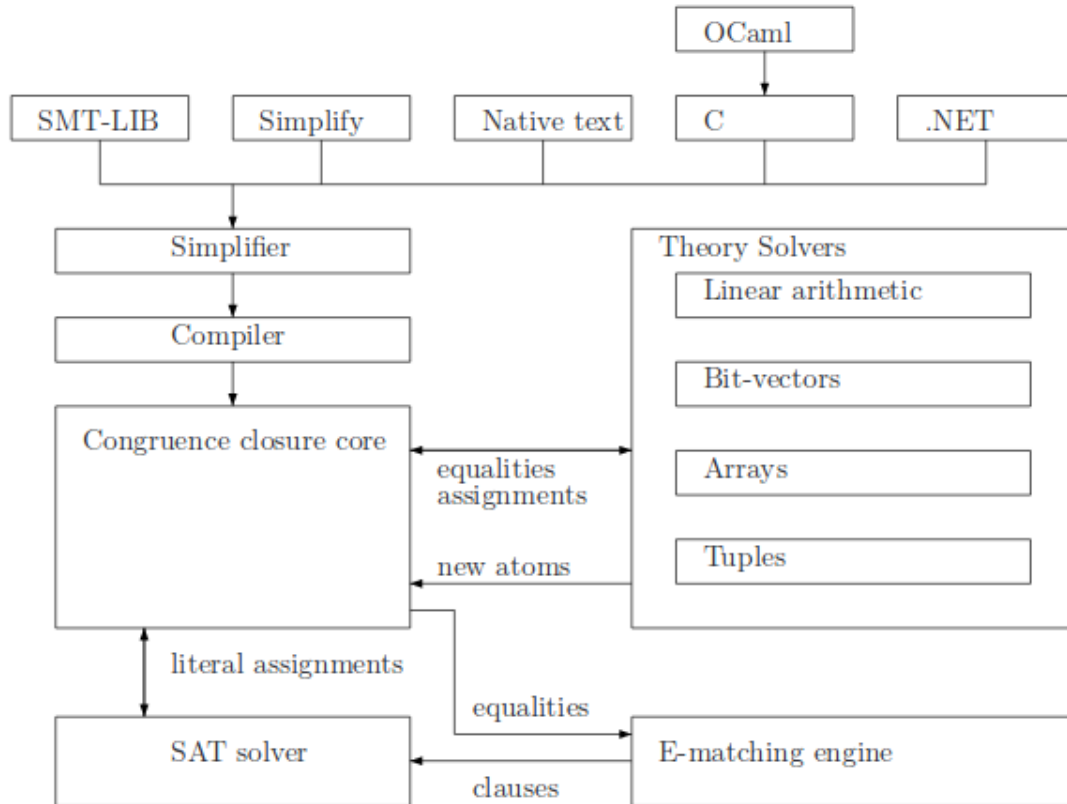 OCaml
SMT-LIB
Simplify
Native text
C
.NET
Simplifier
Compiler
Congruence closure core
equalities
assignments
new atoms
Theory Solvers
Linear arithmetic
Bit-vectors
Arrays
Tuples
literal assignments
equalities
SAT solver
clauses
E-matching engine